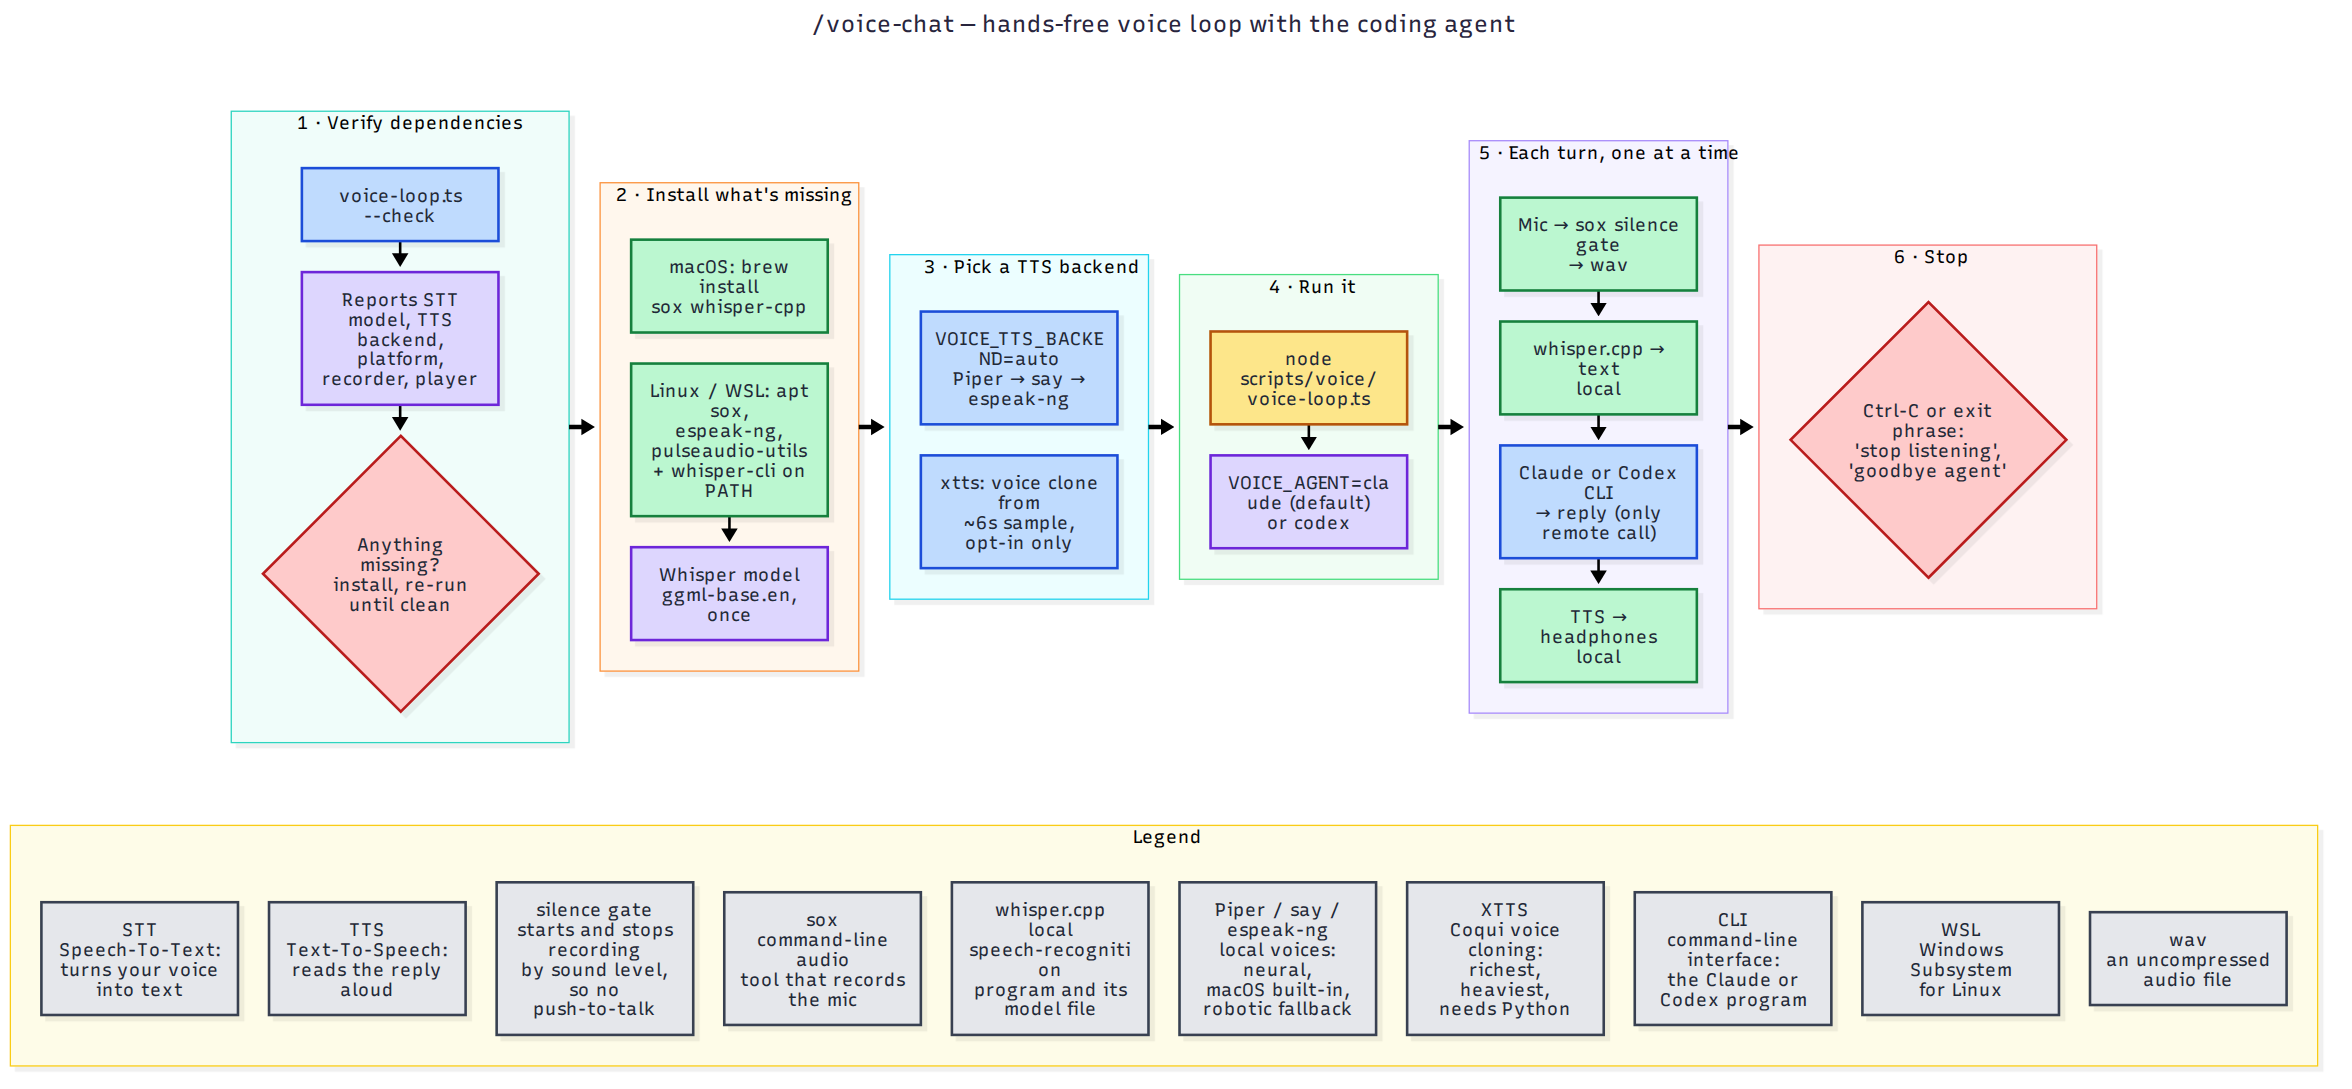 /voice-chat — hands-free voice loop with the coding agent
1 · Verify dependencies
voice-loop.ts
--check
Reports STT
model, TTS
backend,
platform,
recorder, player
Anything
missing?
install, re-run
until clean
2 · Install what's missing
macOS: brew
install
sox whisper-cpp
Linux / WSL: apt
sox,
espeak-ng,
pulseaudio-utils
+ whisper-cli on
PATH
Whisper model
ggml-base.en,
once
3 · Pick a TTS backend
VOICE_TTS_BACKE
ND=auto
Piper → say →
espeak-ng
xtts: voice clone
from
~6s sample,
opt-in only
4 · Run it
node
scripts/voice/
voice-loop.ts
VOICE_AGENT=cla
ude (default)
or codex
5 · Each turn, one at a time
Mic → sox silence
gate
→ wav
whisper.cpp →
text
local
Claude or Codex
CLI
→ reply (only
remote call)
TTS →
headphones
local
6 · Stop
Ctrl-C or exit
phrase:
'stop listening',
'goodbye agent'
Legend
STT
Speech-To-Text:
turns your voice
into text
TTS
Text-To-Speech:
reads the reply
aloud
silence gate
starts and stops
recording
by sound level,
so no
push-to-talk
sox
command-line
audio
tool that records
the mic
whisper.cpp
local
speech-recogniti
on
program and its
model file
Piper / say /
espeak-ng
local voices:
neural,
macOS built-in,
robotic fallback
XTTS
Coqui voice
cloning:
richest,
heaviest,
needs Python
CLI
command-line
interface:
the Claude or
Codex program
WSL
Windows
Subsystem
for Linux
wav
an uncompressed
audio file